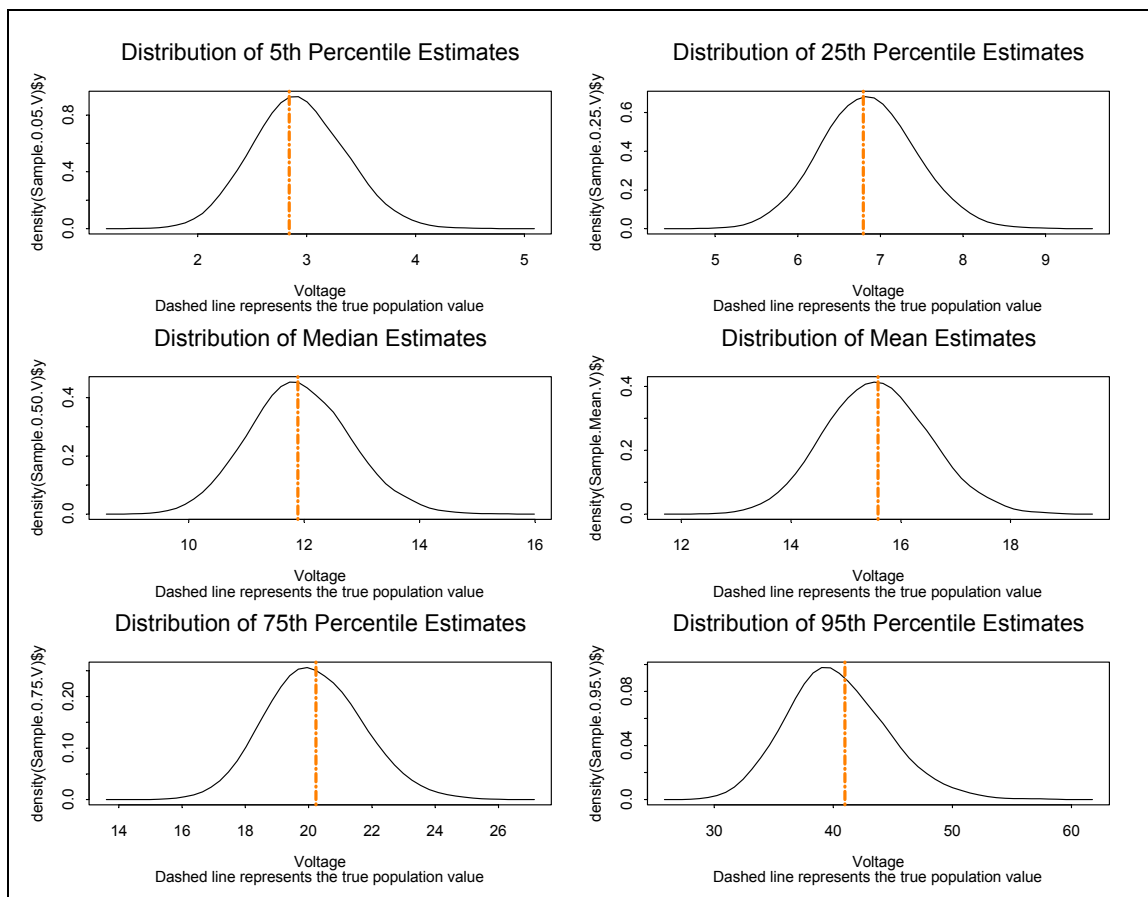 Distribution of 5th Percentile Estimates
density(Sample.0.05.V)$y
0.0 0.4 0.8
2 3 4 5
Voltage
Dashed line represents the true population value
Distribution of 25th Percentile Estimates
density(Sample.0.25.V)$y
0.0 0.2 0.4 0.6
5 6 7 8 9
Voltage
Dashed line represents the true population value
Distribution of Median Estimates
density(Sample.0.50.V)$y
0.0 0.2 0.4
10 12 14 16
Voltage
Dashed line represents the true population value
Distribution of Mean Estimates
density(Sample.Mean.V)$y
0.0 0.2 0.4
12 14 16 18
Voltage
Dashed line represents the true population value
Distribution of 75th Percentile Estimates
density(Sample.0.75.V)$y
0.0 0.10 0.20
14 16 18 20 22 24 26
Voltage
Dashed line represents the true population value
Distribution of 95th Percentile Estimates
density(Sample.0.95.V)$y
0.0 0.04 0.08
30 40 50 60
Voltage
Dashed line represents the true population value